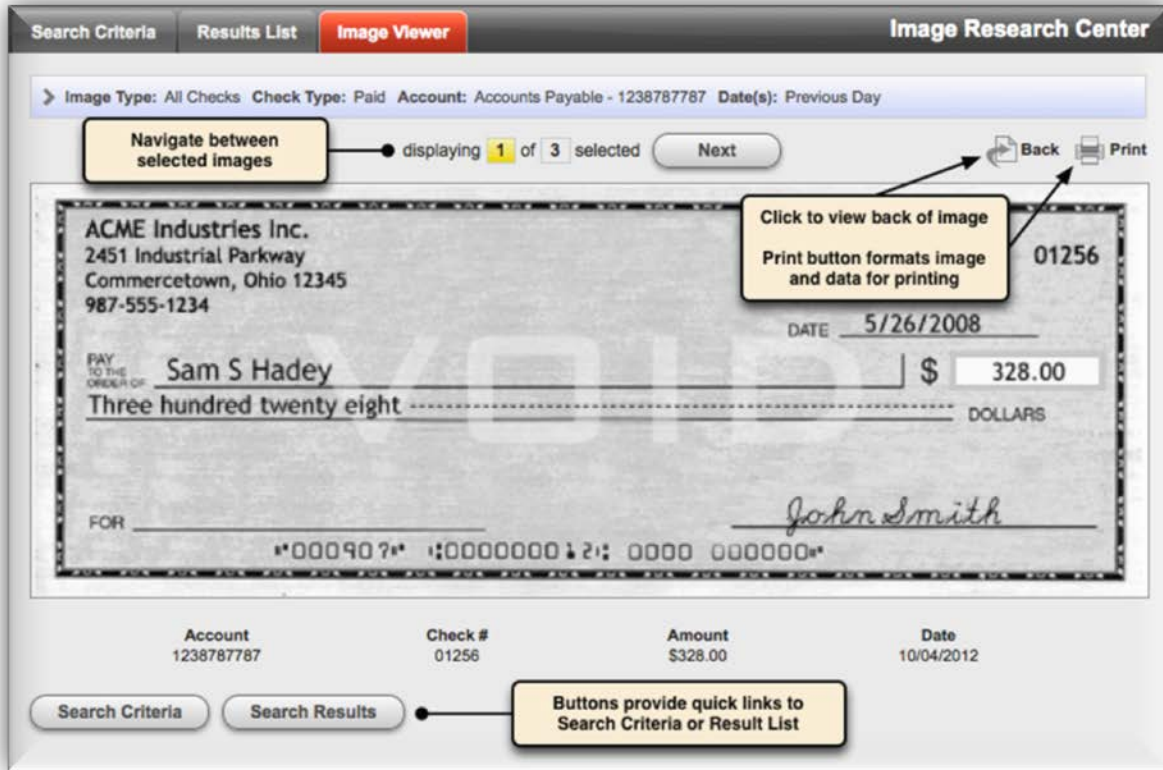 Search Criteria Results List Image Viewer Image Research Center
Image Type: All Checks Check Type: Paid Account: Accounts Payable - 1238787787 Date(s): Previous Day
Navigate between
selected images
displaying 1 of 3 selected Next Back Print
Click to view back of image
Print button formats image
and data for printing
ACME Industries Inc.
2451 Industrial Parkway
Commercetown, Ohio 12345
987-555-1234
01256
DATE 5/26/2008
PAY
TO THE
ORDER OF Sam S Hadey $ 328.00
Three hundred twenty eight DOLLARS
VOID
FOR John Smith
⑈000907⑈ ⑆000000012⑆ 0000 000000⑈
Account Check # Amount Date
1238787787 01256 $328.00 10/04/2012
Search Criteria Search Results
Buttons provide quick links to
Search Criteria or Result List